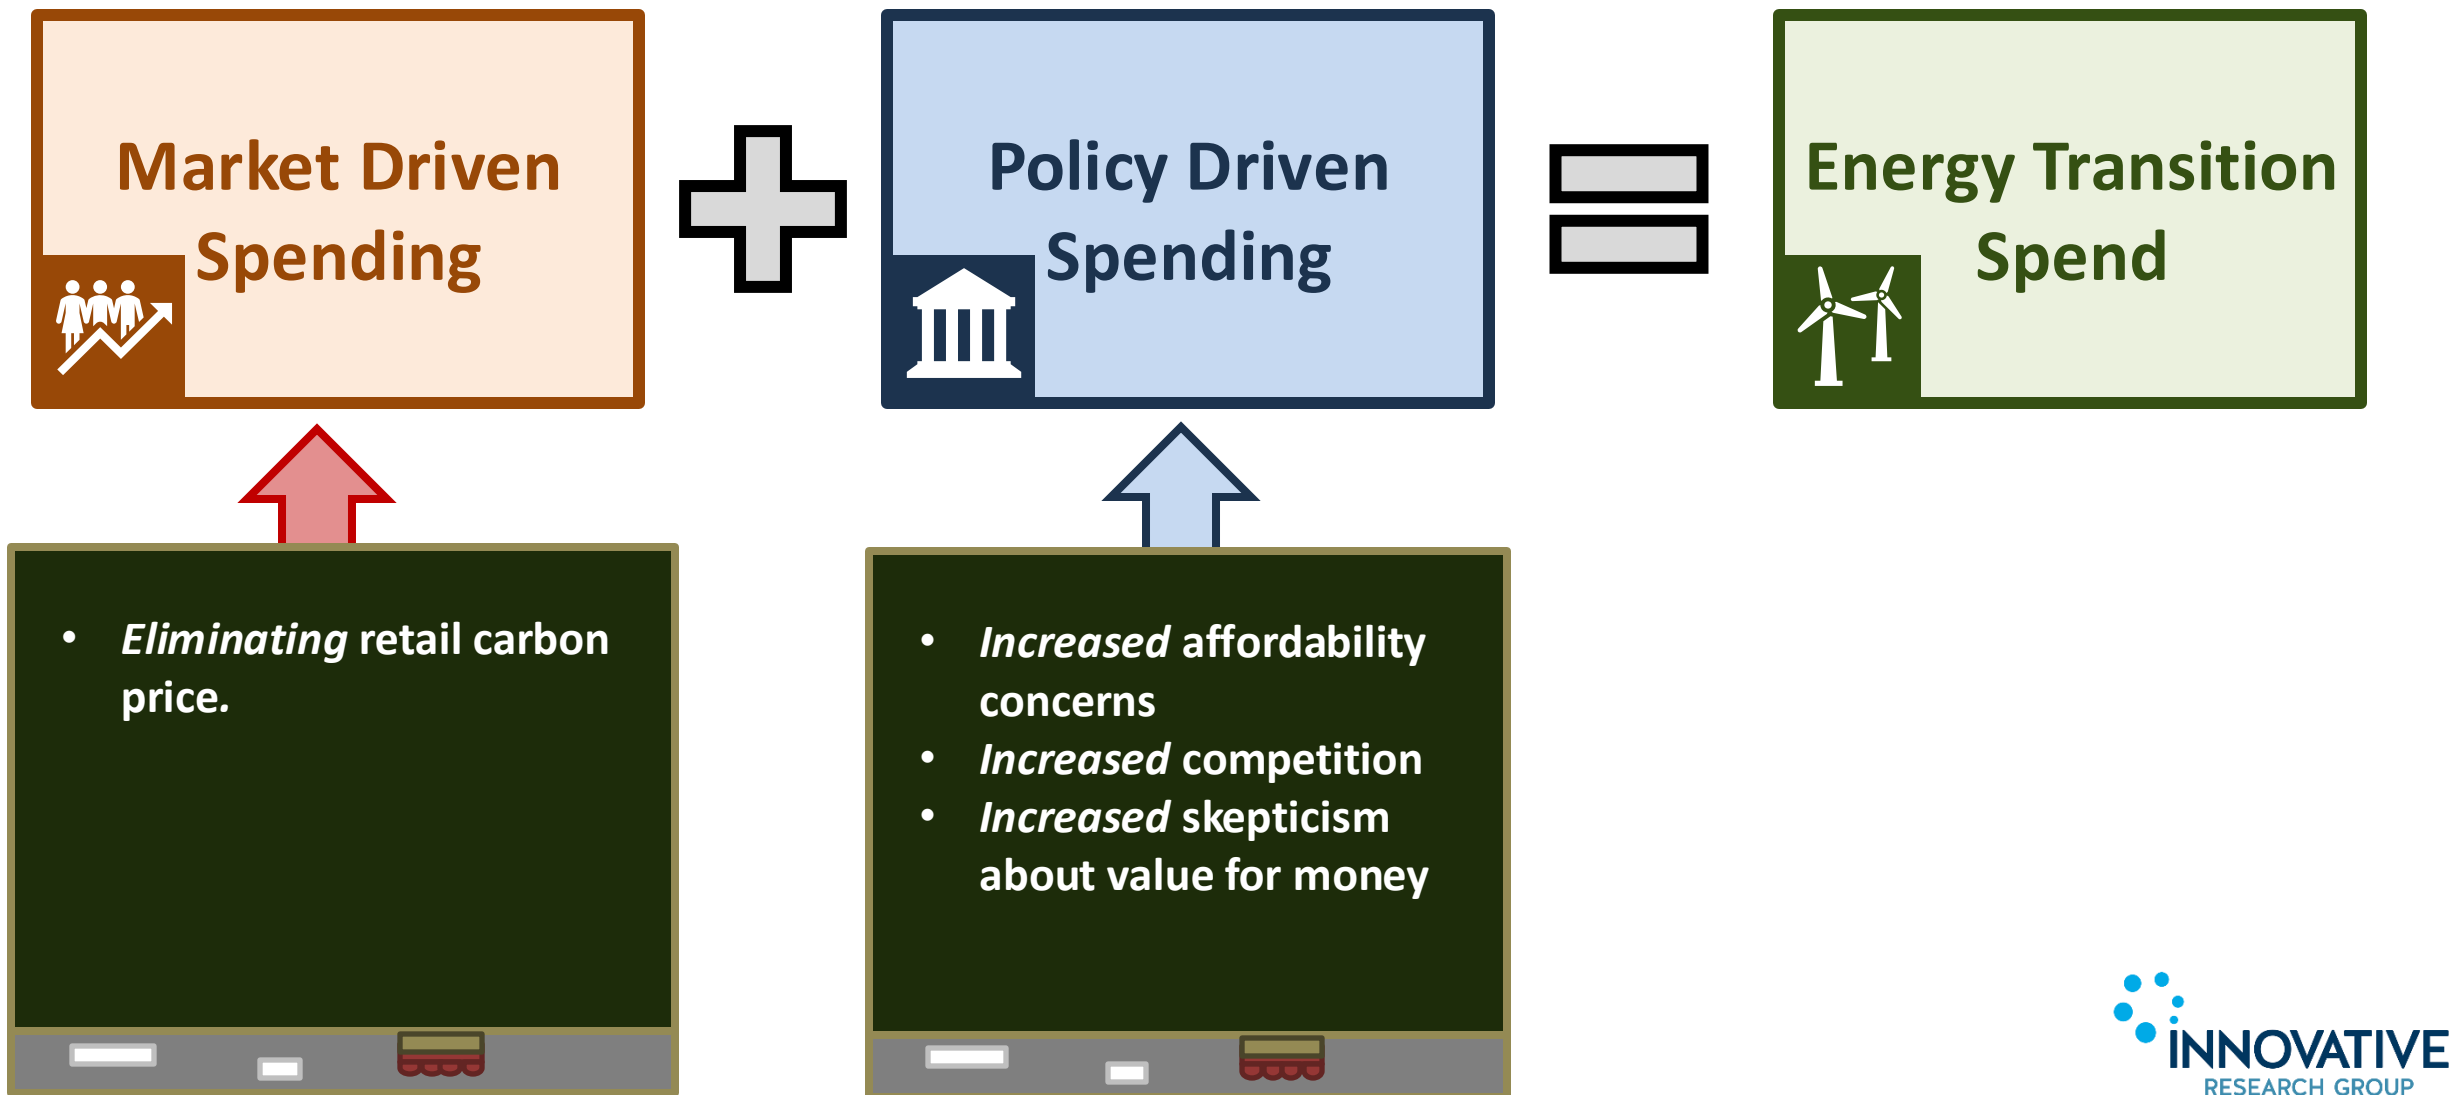 Market Driven
Spending
Policy Driven
Spending
Energy Transition
Spend
• Eliminating retail carbon
price.
• Increased affordability
concerns
• Increased competition
• Increased skepticism
about value for money
INNOVATIVE
RESEARCH GROUP